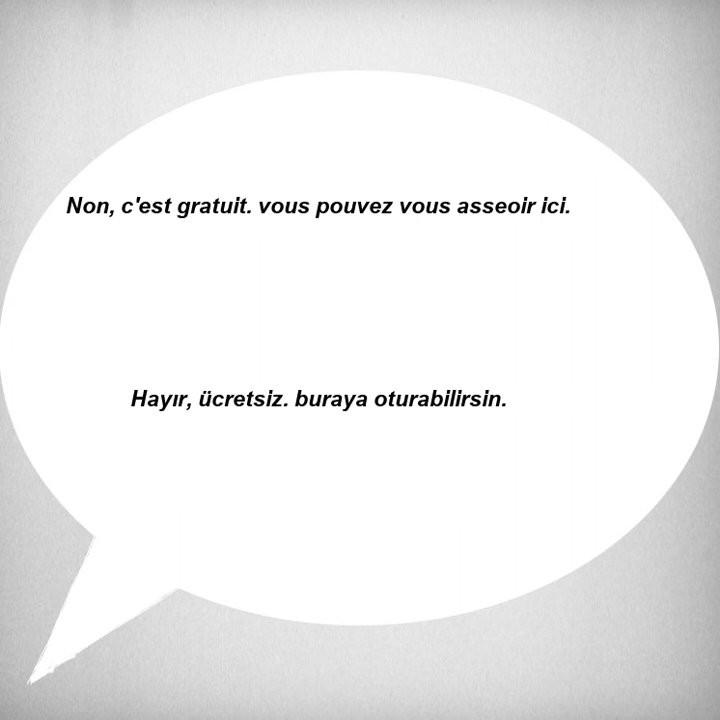 Non, c'est gratuit. vous pouvez vous asseoir ici.
Hayır, ücretsiz. buraya oturabilirsin.